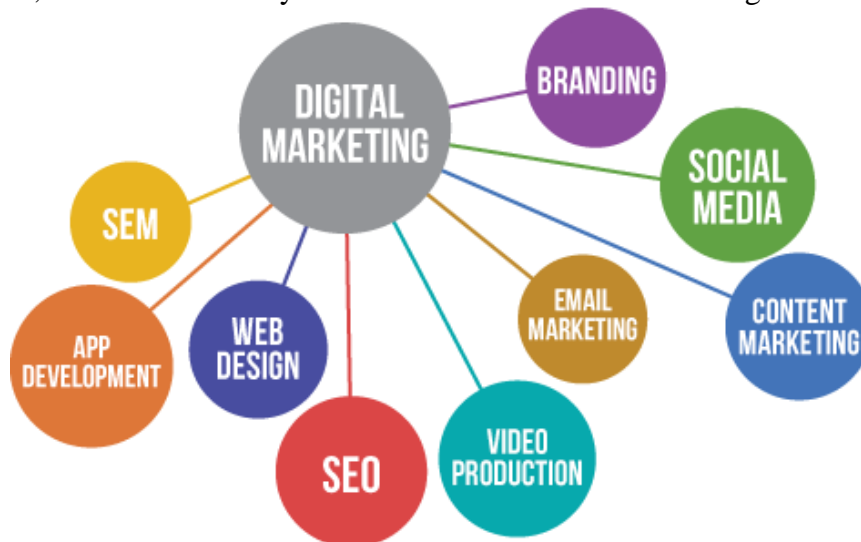 DIGITAL
MARKETING
BRANDING
SOCIAL
MEDIA
SEM
CONTENT
MARKETING
EMAIL
MARKETING
WEB
DESIGN
APP
DEVELOPMENT
SEO
VIDEO
PRODUCTION